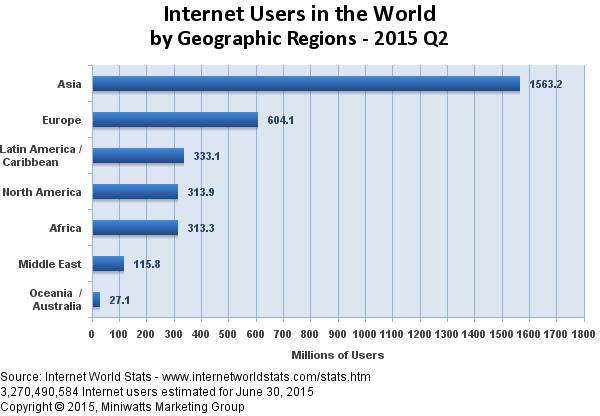 Internet Users in the World
by Geographic Regions - 2015 Q2
Asia 1563.2
Europe 604.1
Latin America /
Caribbean 333.1
North America 313.9
Africa 313.3
Middle East 115.8
Oceania /
Australia 27.1
0 100 200 300 400 500 600 700 800 900 1000 1100 1200 1300 1400 1500 1600 1700 1800
Millions of Users
Source: Internet World Stats - www.internetworldstats.com/stats.htm
3,270,490,584 Internet users estimated for June 30, 2015
Copyright © 2015, Miniwatts Marketing Group